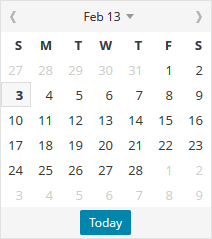 Feb 13
S M T W T F S
27 28 29 30 31 1 2
3 4 5 6 7 8 9
10 11 12 13 14 15 16
17 18 19 20 21 22 23
24 25 26 27 28 1 2
3 4 5 6 7 8 9
Today